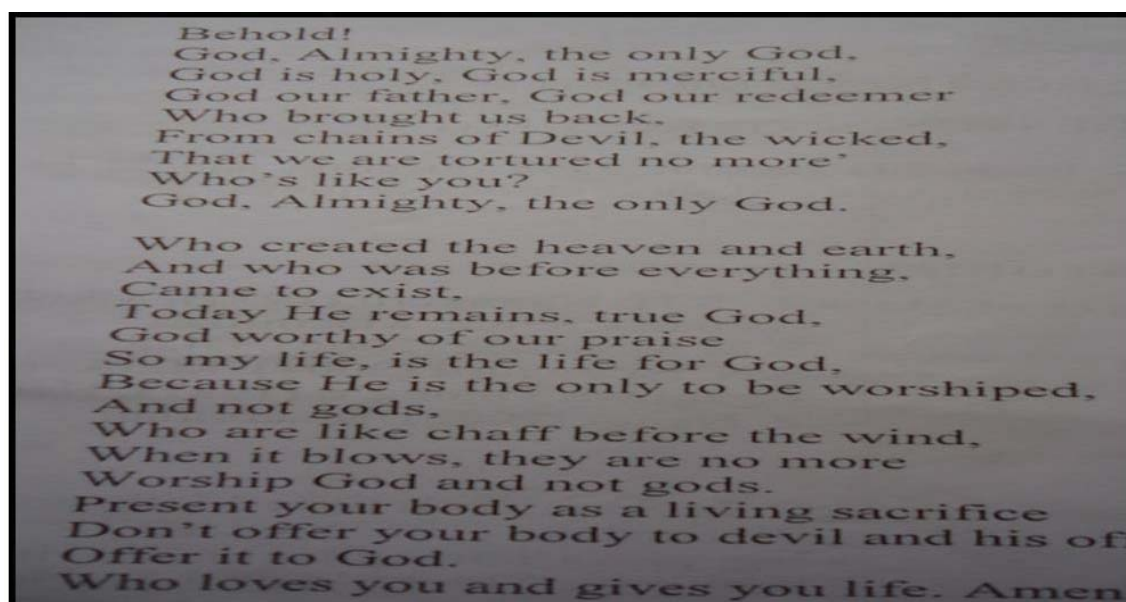 Behold!
God, Almighty, the only God,
God is holy, God is merciful,
God our father, God our redeemer
Who brought us back,
From chains of Devil, the wicked,
That we are tortured no more’
Who’s like you?
God, Almighty, the only God.
Who created the heaven and earth,
And who was before everything,
Came to exist,
Today He remains, true God,
God worthy of our praise
So my life, is the life for God,
Because He is the only to be worshiped,
And not gods,
Who are like chaff before the wind,
When it blows, they are no more
Worship God and not gods.
Present your body as a living sacrifice
Don’t offer your body to devil and his
Offer it to God.
Who loves you and gives you life. Amen